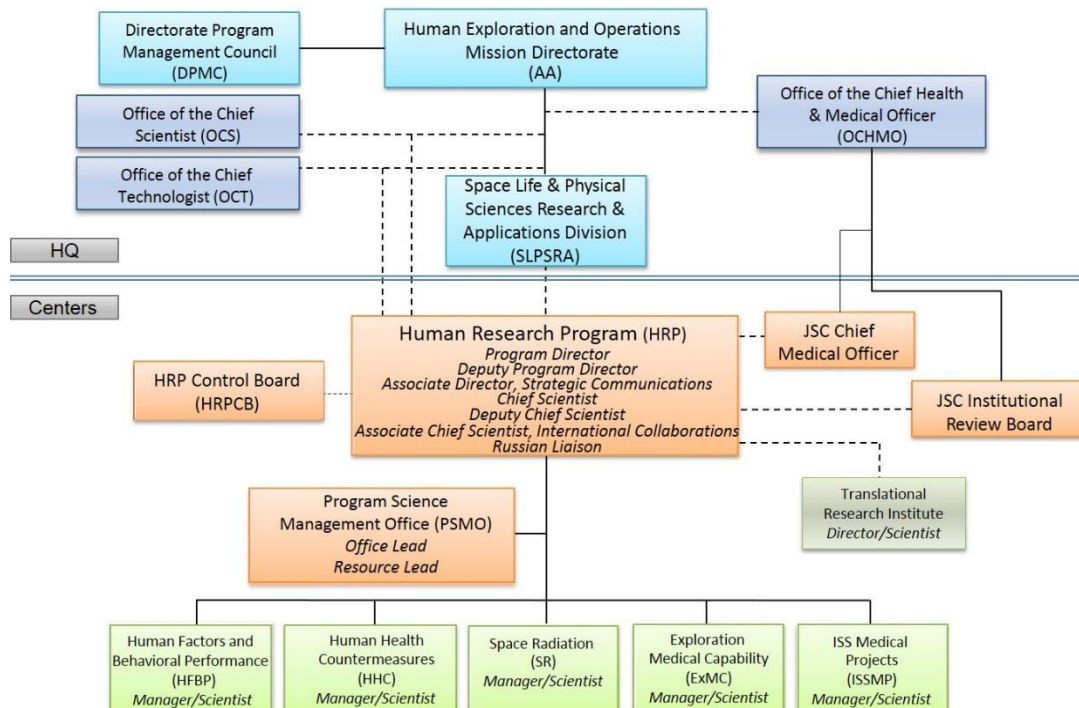 Directorate Program
Management Council
(DPMC)
Human Exploration and Operations
Mission Directorate
(AA)
Office of the Chief
Scientist (OCS)
Office of the Chief Health
& Medical Officer
(OCHMO)
Office of the Chief
Technologist (OCT)
Space Life & Physical
Sciences Research &
Applications Division
(SLPSRA)
HQ
Centers
Human Research Program (HRP)
Program Director
Deputy Program Director
Associate Director, Strategic Communications
Chief Scientist
Deputy Chief Scientist
Associate Chief Scientist, International Collaborations
Russian Liaison
JSC Chief
Medical Officer
HRP Control Board
(HRPCB)
JSC Institutional
Review Board
Translational
Research Institute
Director/Scientist
Program Science
Management Office (PSMO)
Office Lead
Resource Lead
Human Factors and
Behavioral Performance
(HFBP)
Manager/Scientist
Human Health
Countermeasures
(HHC)
Manager/Scientist
Space Radiation
(SR)
Manager/Scientist
Exploration
Medical Capability
(ExMC)
Manager/Scientist
ISS Medical
Projects
(ISSMP)
Manager/Scientist